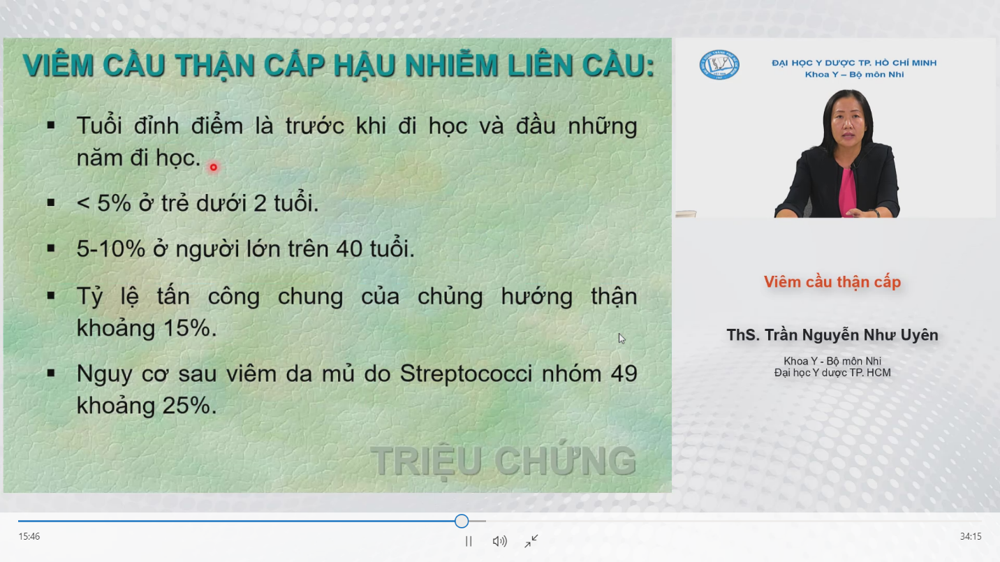 VIÊM CẦU THẬN CẤP HẬU NHIỄM LIÊN CẦU:
▪ Tuổi đỉnh điểm là trước khi đi học và đầu những
năm đi học.
▪ < 5% ở trẻ dưới 2 tuổi.
▪ 5-10% ở người lớn trên 40 tuổi.
▪ Tỷ lệ tấn công chung của chủng hướng thận
khoảng 15%.
▪ Nguy cơ sau viêm da mủ do Streptococci nhóm 49
khoảng 25%.
TRIỆU CHỨNG
ĐẠI HỌC Y DƯỢC TP. HỒ CHÍ MINH
Khoa Y – Bộ môn Nhi
Viêm cầu thận cấp
ThS. Trần Nguyễn Như Uyên
Khoa Y - Bộ môn Nhi
Đại học Y dược TP. HCM
15:46
34:15